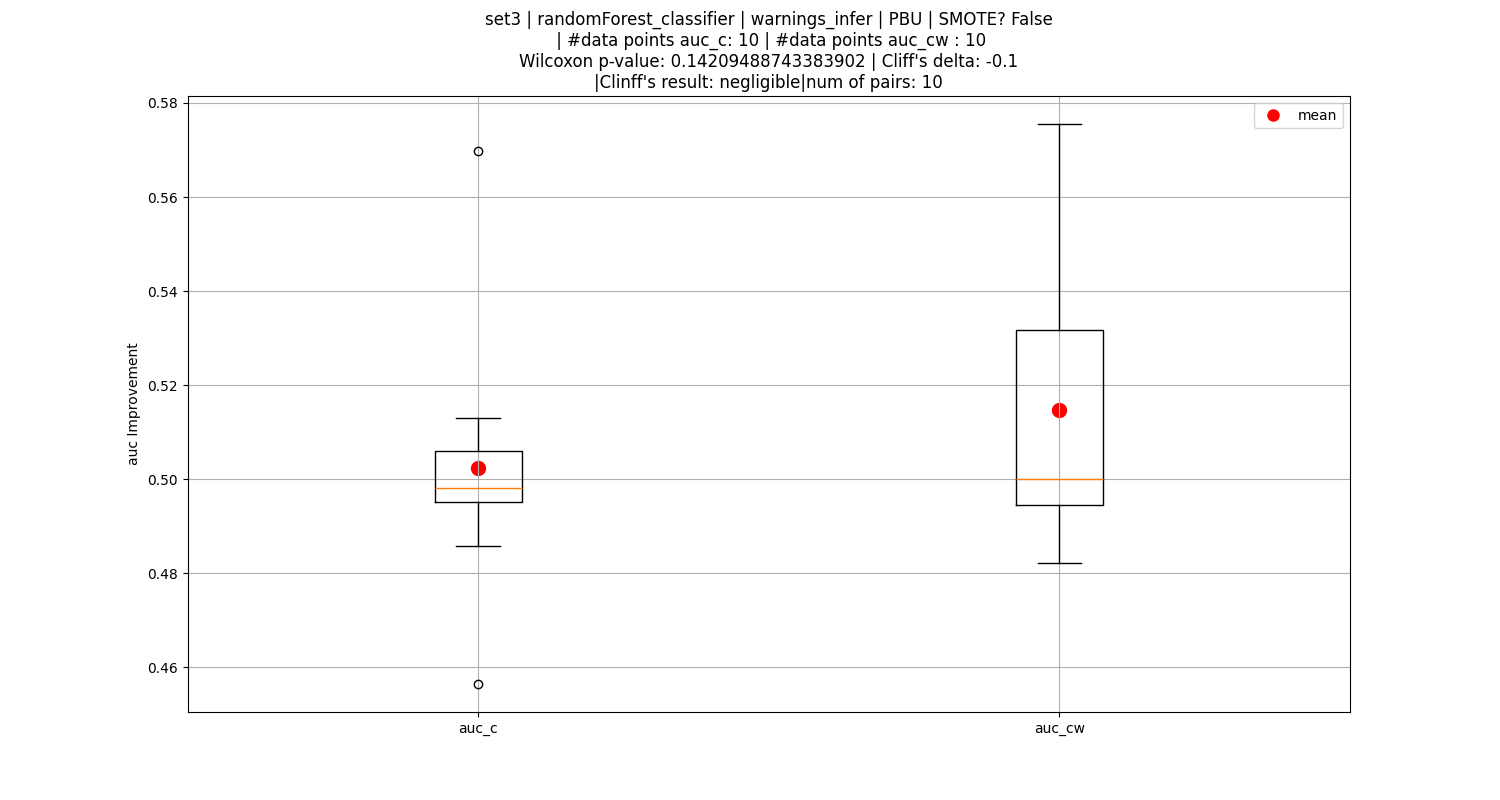 set3 | randomForest_classifier | warnings_infer | PBU | SMOTE? False
| #data points auc_c: 10 | #data points auc_cw : 10
Wilcoxon p-value: 0.14209488743383902 | Cliff's delta: -0.1
|Clinff's result: negligible|num of pairs: 10
mean
auc Improvement
0.58
0.56
0.54
0.52
0.50
0.48
0.46
auc_c
auc_cw